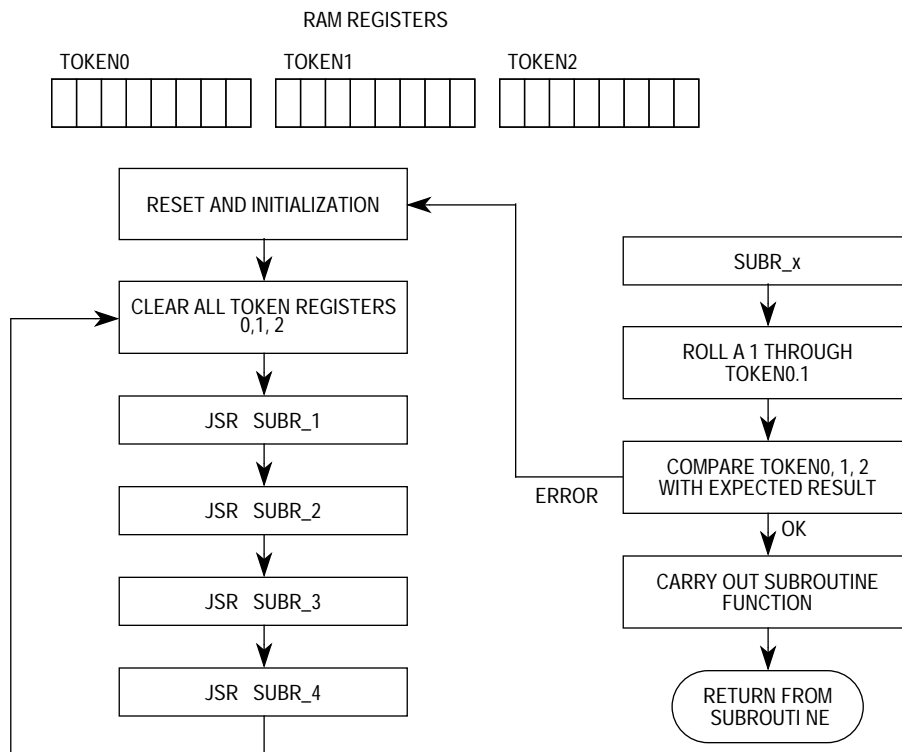 RAM REGISTERS
TOKEN0
TOKEN1
TOKEN2
RESET AND INITIALIZATION
CLEAR ALL TOKEN REGISTERS
0,1, 2
JSR SUBR_1
JSR SUBR_2
JSR SUBR_3
JSR SUBR_4
SUBR_x
ROLL A 1 THROUGH
TOKEN0.1
COMPARE TOKEN0, 1, 2
WITH EXPECTED RESULT
ERROR
OK
CARRY OUT SUBROUTINE
FUNCTION
RETURN FROM
SUBROUTI NE